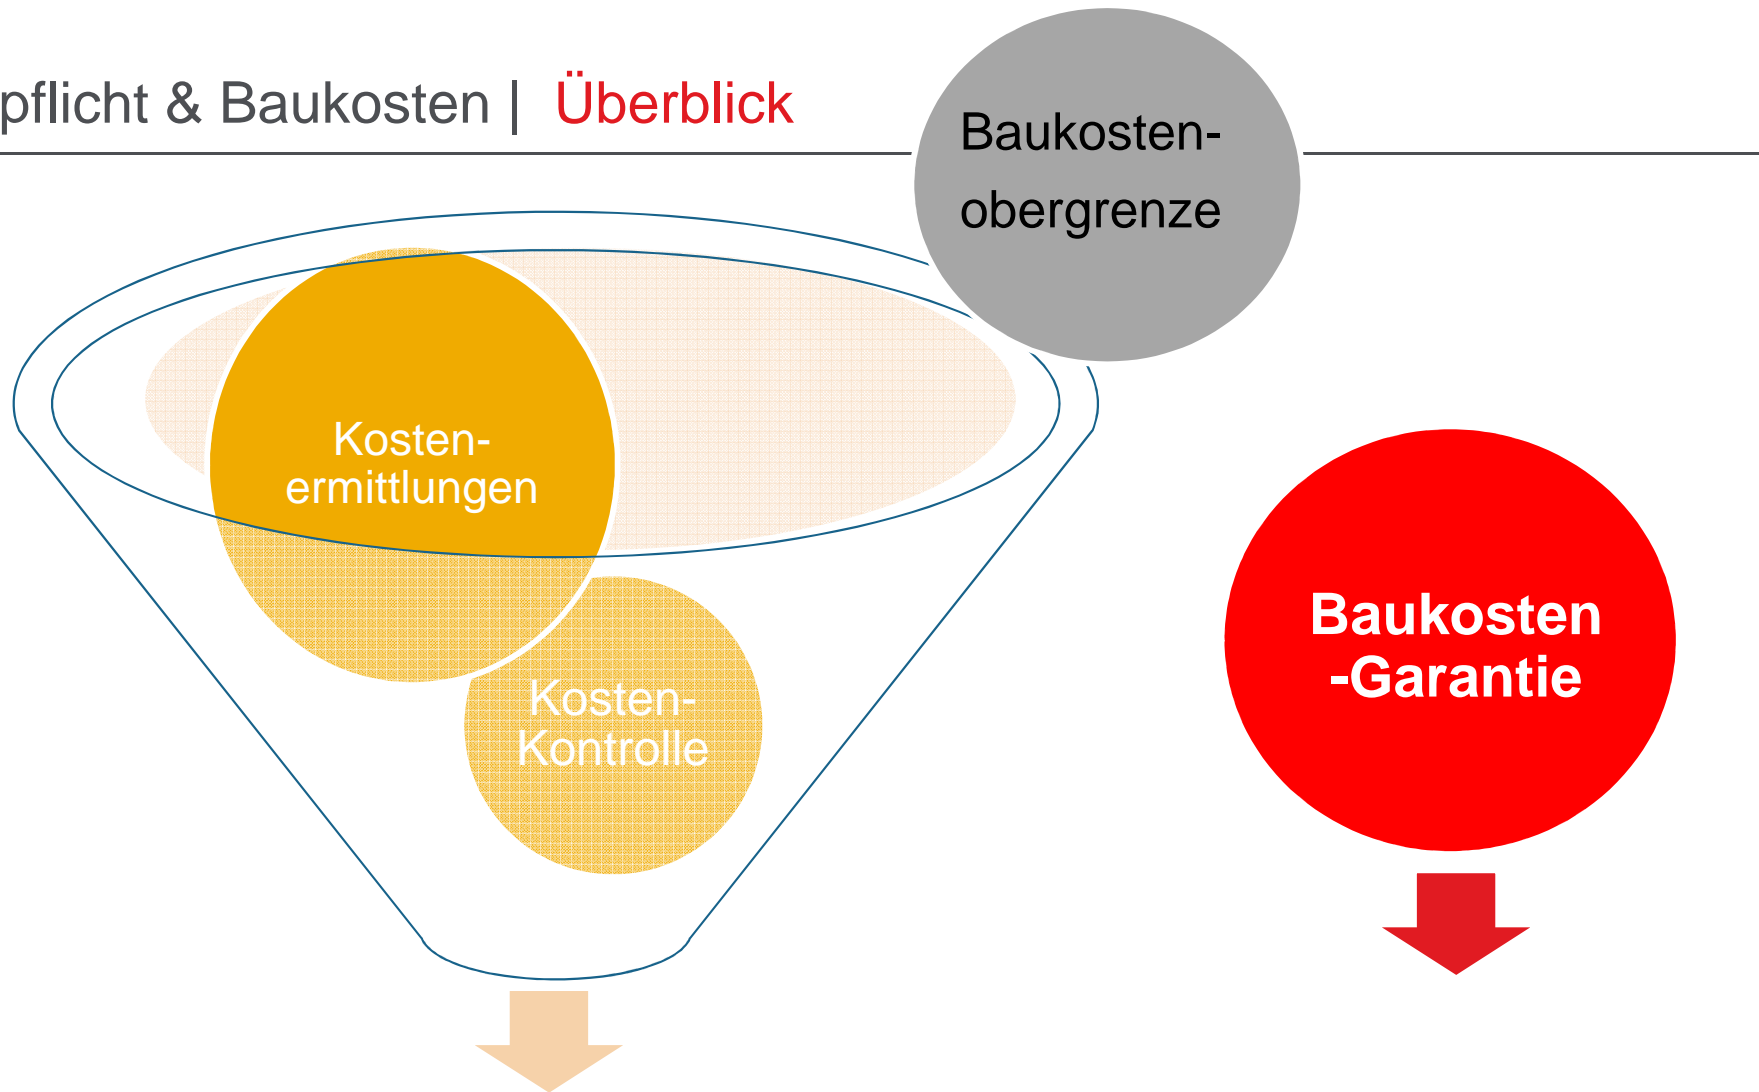 pflicht & Baukosten | Überblick
Baukosten-
obergrenze
Kosten-
ermittlungen
Kosten-
Kontrolle
Baukosten
-Garantie